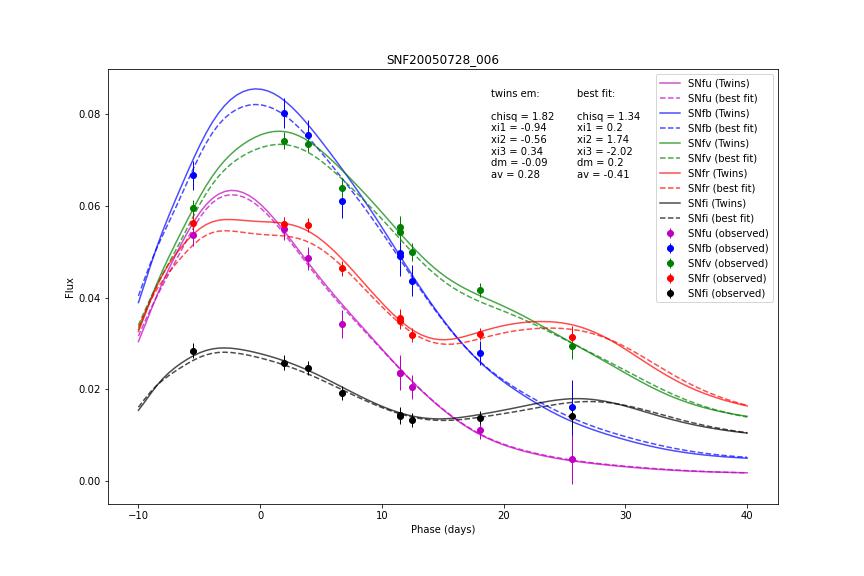 SNF20050728_006
twins em: best fit:
chisq = 1.82 chisq = 1.34
xi1 = -0.94 xi1 = 0.2
xi2 = -0.56 xi2 = 1.74
xi3 = 0.34 xi3 = -2.02
dm = -0.09 dm = 0.2
av = 0.28 av = -0.41
SNfu (Twins)
SNfu (best fit)
SNfb (Twins)
SNfb (best fit)
SNfv (Twins)
SNfv (best fit)
SNfr (Twins)
SNfr (best fit)
SNfi (Twins)
SNfi (best fit)
SNfu (observed)
SNfb (observed)
SNfv (observed)
SNfr (observed)
SNfi (observed)
Flux
0.08
0.06
0.04
0.02
0.00
−10 0 10 20 30 40
Phase (days)